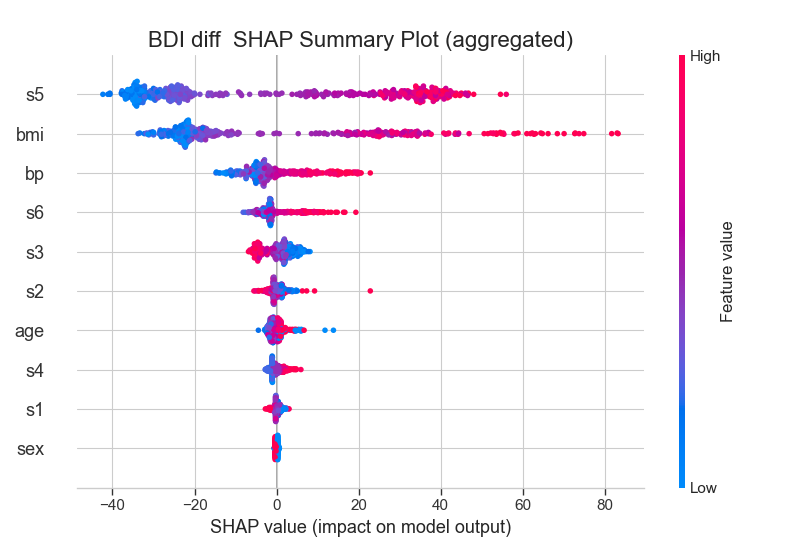 BDI diff  SHAP Summary Plot (aggregated)
High
s5
bmi
bp
s6
s3
s2
age
s4
s1
sex
Feature value
Low
−40 −20 0 20 40 60 80
SHAP value (impact on model output)